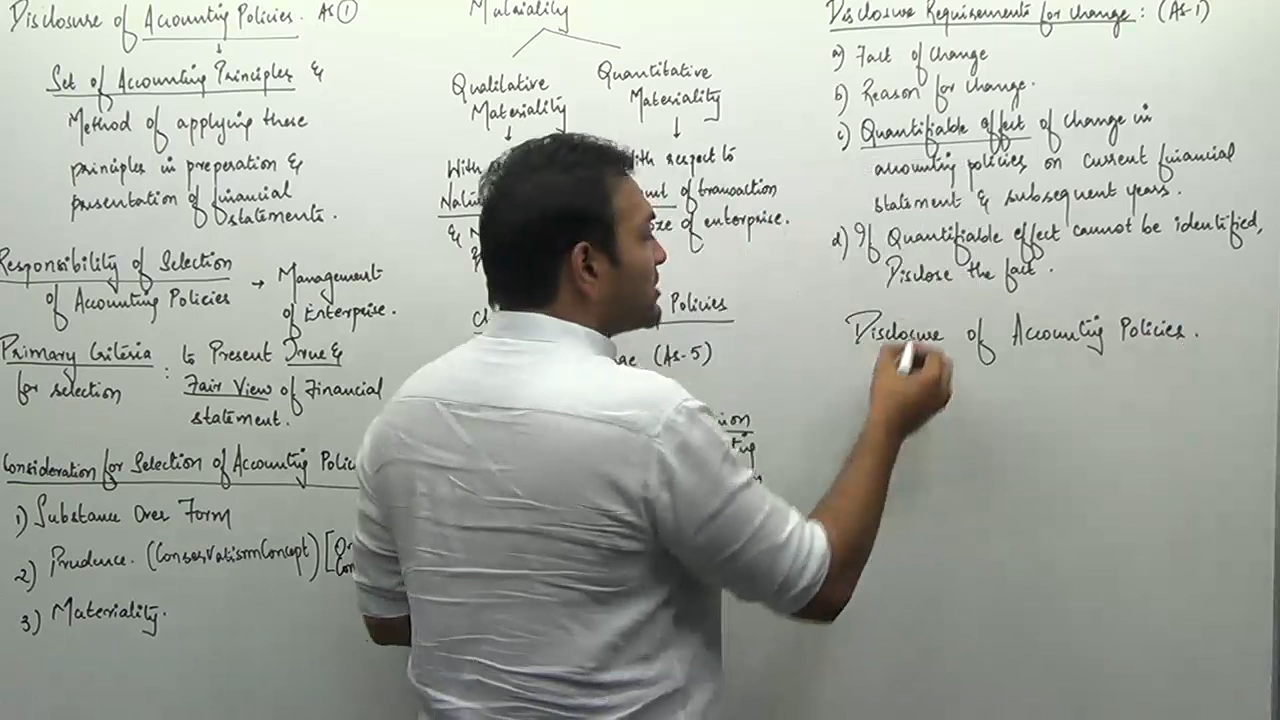 Disclosure of Accounting Policies. AS ①
↓
Set of Accounting Principles &
Method of applying these
principles in preperation &
presentation of financial
statements.
Responsibility of Selection
of Accounting Policies
→ Management
of Enterprise.
Primary Criteria
for selection
: to Present True &
Fair View of Financial
statement.
Consideration for Selection of Accounting
1) Substance Over Form
2) Prudence. (Conservatism Concept) [
3) Materiality.
Materiality
Qualitative
Materiality
↓
With
Quantitative
Materiality
↓
With respect to
of transaction
of enterprise.
Policies
(AS-5)
Disclosure Requirements for change : (AS-1)
a) Fact of change
b) Reason for change.
c) Quantifiable effect of change in
accounting policies on current financial
statement & subsequent years.
d) If Quantifiable effect cannot be identified,
Disclose the fact.
Disclosure of Accounting Policies.